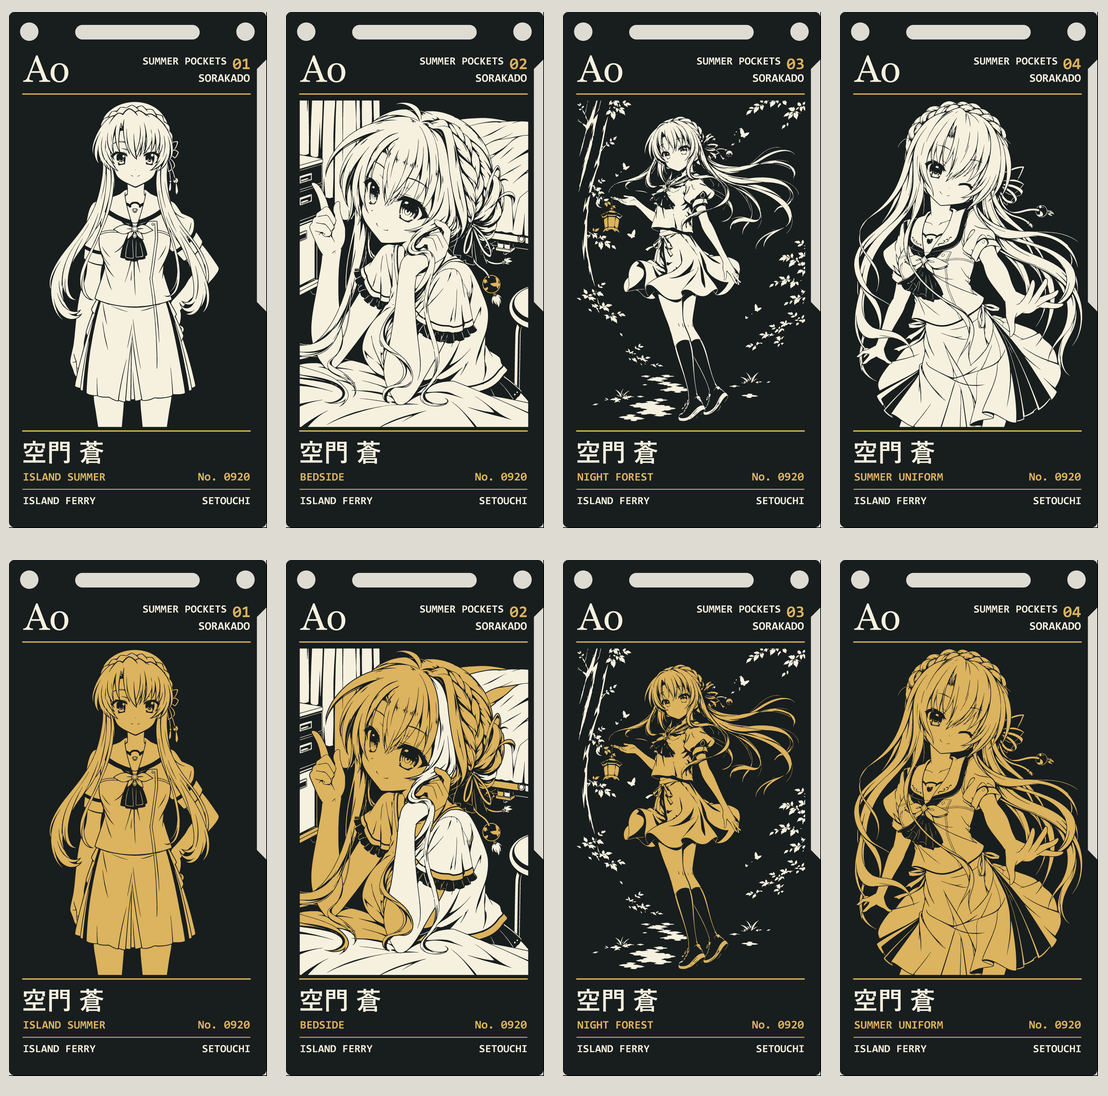 Ao
SUMMER POCKETS 01
SORAKADO
空門 蒼
ISLAND SUMMER No. 0920
ISLAND FERRY SETOUCHI
Ao
SUMMER POCKETS 02
SORAKADO
空門 蒼
BEDSIDE No. 0920
ISLAND FERRY SETOUCHI
Ao
SUMMER POCKETS 03
SORAKADO
空門 蒼
NIGHT FOREST No. 0920
ISLAND FERRY SETOUCHI
Ao
SUMMER POCKETS 04
SORAKADO
空門 蒼
SUMMER UNIFORM No. 0920
ISLAND FERRY SETOUCHI
Ao
SUMMER POCKETS 01
SORAKADO
空門 蒼
ISLAND SUMMER No. 0920
ISLAND FERRY SETOUCHI
Ao
SUMMER POCKETS 02
SORAKADO
空門 蒼
BEDSIDE No. 0920
ISLAND FERRY SETOUCHI
Ao
SUMMER POCKETS 03
SORAKADO
空門 蒼
NIGHT FOREST No. 0920
ISLAND FERRY SETOUCHI
Ao
SUMMER POCKETS 04
SORAKADO
空門 蒼
SUMMER UNIFORM No. 0920
ISLAND FERRY SETOUCHI